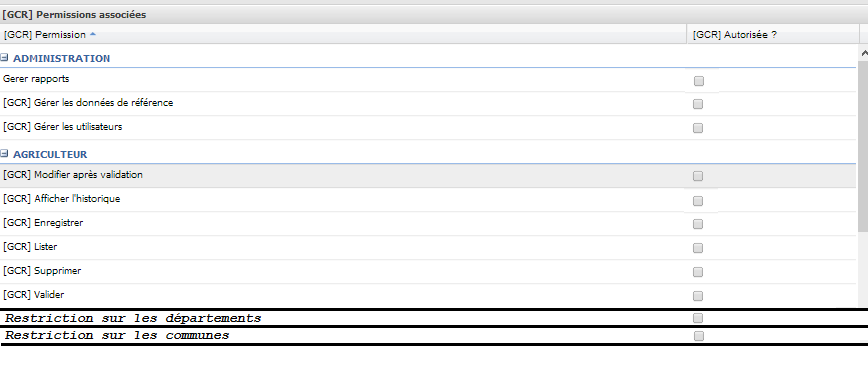 [GCR] Permissions associées
[GCR] Permission [GCR] Autorisée ?
ADMINISTRATION
Gerer rapports
[GCR] Gérer les données de référence
[GCR] Gérer les utilisateurs
AGRICULTEUR
[GCR] Modifier après validation
[GCR] Afficher l'historique
[GCR] Enregistrer
[GCR] Lister
[GCR] Supprimer
[GCR] Valider
Restriction sur les départements
Restriction sur les communes